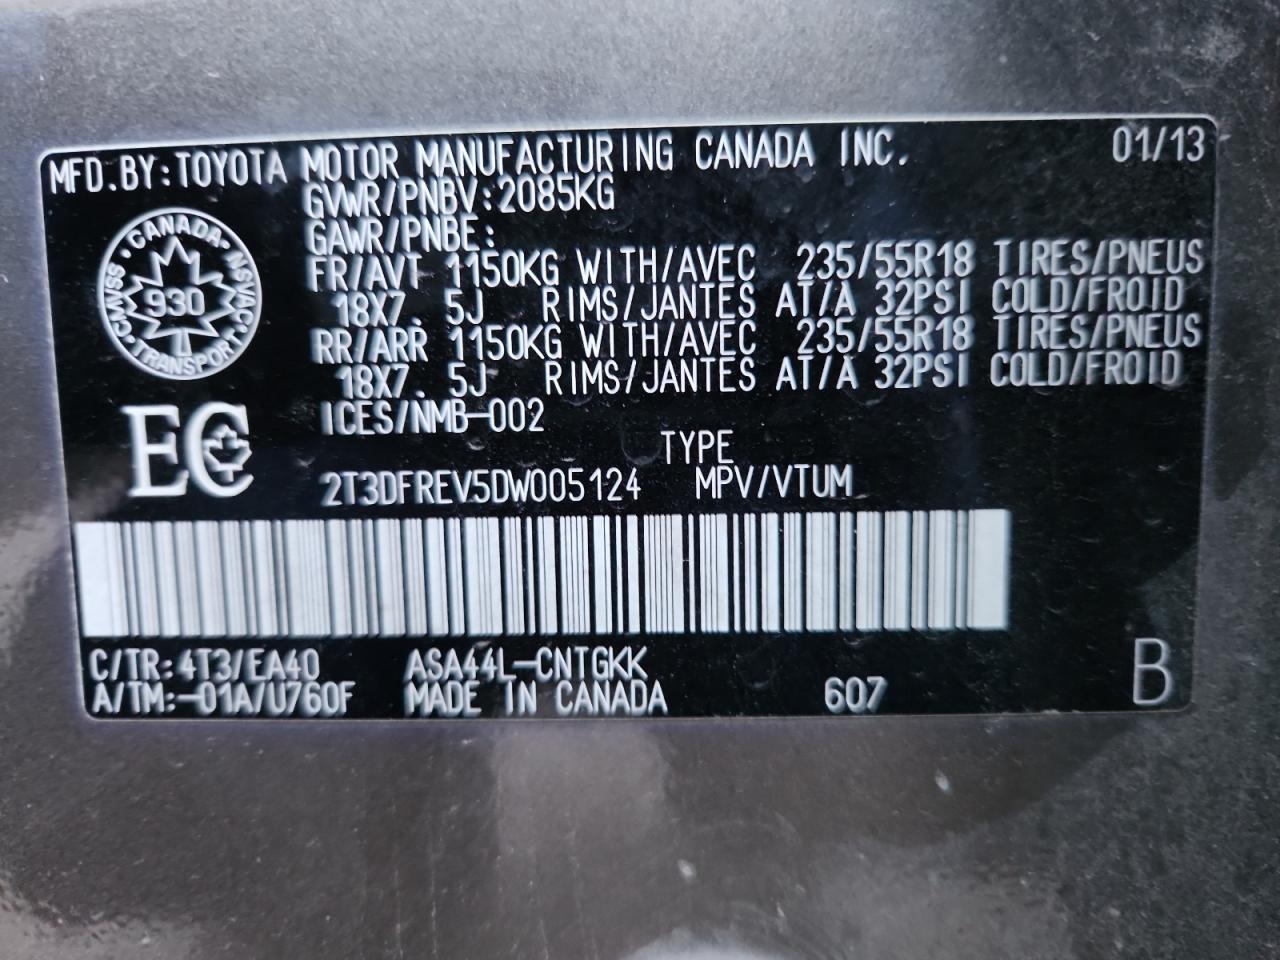 MFD.BY:TOYOTA MOTOR MANUFACTURING CANADA INC. 01/13
GVWR/PNBV:2085KG
GAWR/PNBE:
FR/AVT 1150KG WITH/AVEC 235/55R18 TIRES/PNEUS
18X7. 5J RIMS/JANTES AT/A 32PSI COLD/FROID
RR/ARR 1150KG WITH/AVEC 235/55R18 TIRES/PNEUS
18X7. 5J RIMS/JANTES AT/A 32PSI COLD/FROID
CANADA
CMVSS 930 NSVAC
TRANSPORT
EC
ICES/NMB-002
TYPE
2T3DFREV5DW005124 MPV/VTUM
C/TR:4T3/EA40 ASA44L-CNTGKK
A/TM:-01A/U760F MADE IN CANADA 607 B